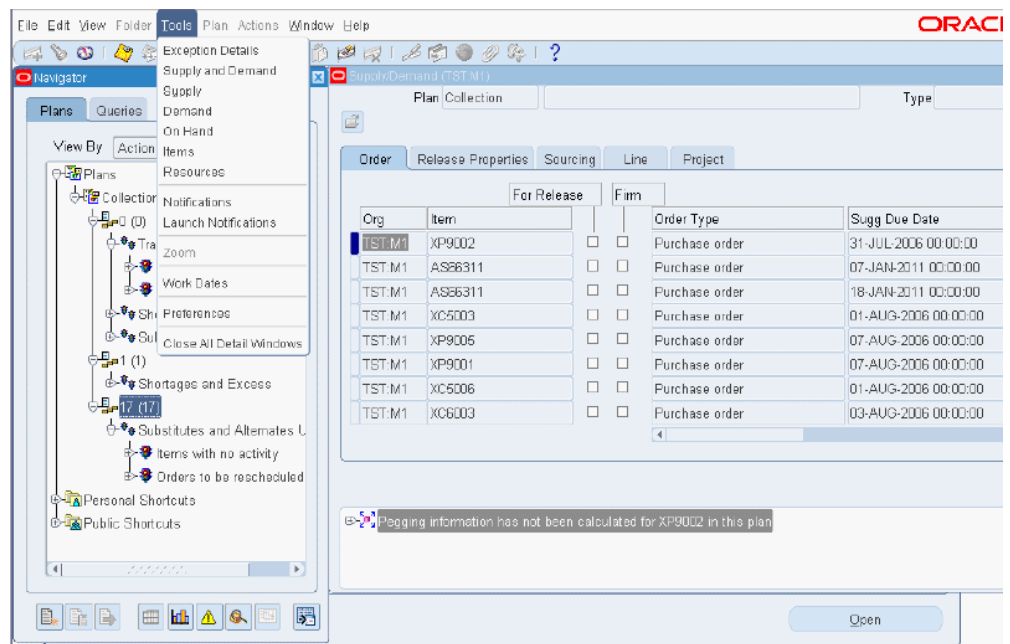 File Edit View Folder Tools Plan Actions Window Help
ORAC
Navigator
Plans Queries
View By Action
Plans
Collection
0 (0)
Tra
Sho
Sub
1 (1)
Shortages and Excess
17 (17)
Substitutes and Alternates U
Items with no activity
Orders to be rescheduled
Personal Shortcuts
Public Shortcuts
Exception Details
Supply and Demand
Supply
Demand
On Hand
Items
Resources
Notifications
Launch Notifications
Zoom
Work Dates
Preferences
Close All Detail Windows
Supply/Demand (TST:M1)
Plan Collection Type
Order Release Properties Sourcing Line Project
For Release Firm
Org Item Order Type Sugg Due Date
TST:M1 XP9002 Purchase order 31-JUL-2006 00:00:00
TST:M1 AS86311 Purchase order 07-JAN-2011 00:00:00
TST:M1 AS86311 Purchase order 18-JAN-2011 00:00:00
TST:M1 XC5003 Purchase order 01-AUG-2006 00:00:00
TST:M1 XP9005 Purchase order 07-AUG-2006 00:00:00
TST:M1 XP9001 Purchase order 07-AUG-2006 00:00:00
TST:M1 XC5006 Purchase order 01-AUG-2006 00:00:00
TST:M1 XC6003 Purchase order 03-AUG-2006 00:00:00
Pegging information has not been calculated for XP9002 in this plan
Open